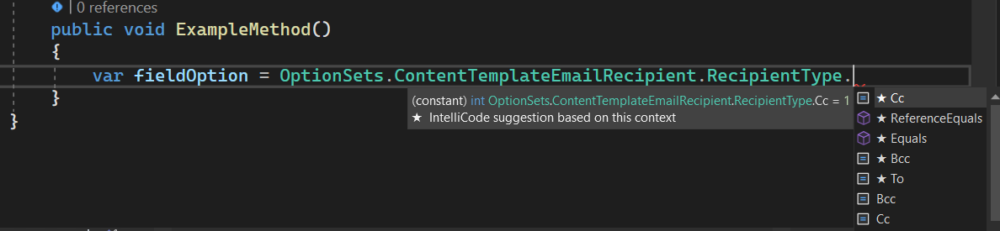 0 references
public void ExampleMethod()
{
var fieldOption = OptionSets.ContentTemplateEmailRecipient.RecipientType.
}
}
(constant) int OptionSets.ContentTemplateEmailRecipient.RecipientType.Cc = 1
★ IntelliCode suggestion based on this context
★ Cc
★ ReferenceEquals
★ Equals
★ Bcc
★ To
Bcc
Cc